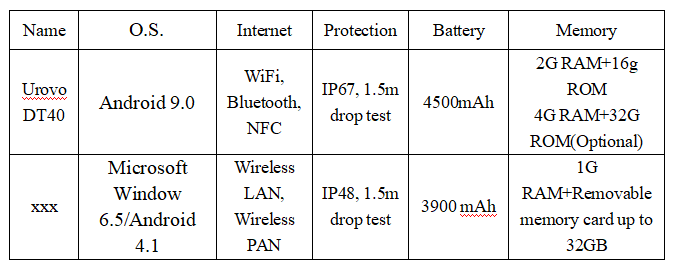 Name O.S. Internet Protection Battery Memory
Urovo
DT40
Android 9.0
WiFi,
Bluetooth,
NFC
IP67, 1.5m
drop test
4500mAh
2G RAM+16g
ROM
4G RAM+32G
ROM(Optional)
xxx
Microsoft
Window
6.5/Android
4.1
Wireless
LAN,
Wireless
PAN
IP48, 1.5m
drop test
3900 mAh
1G
RAM+Removable
memory card up to
32GB